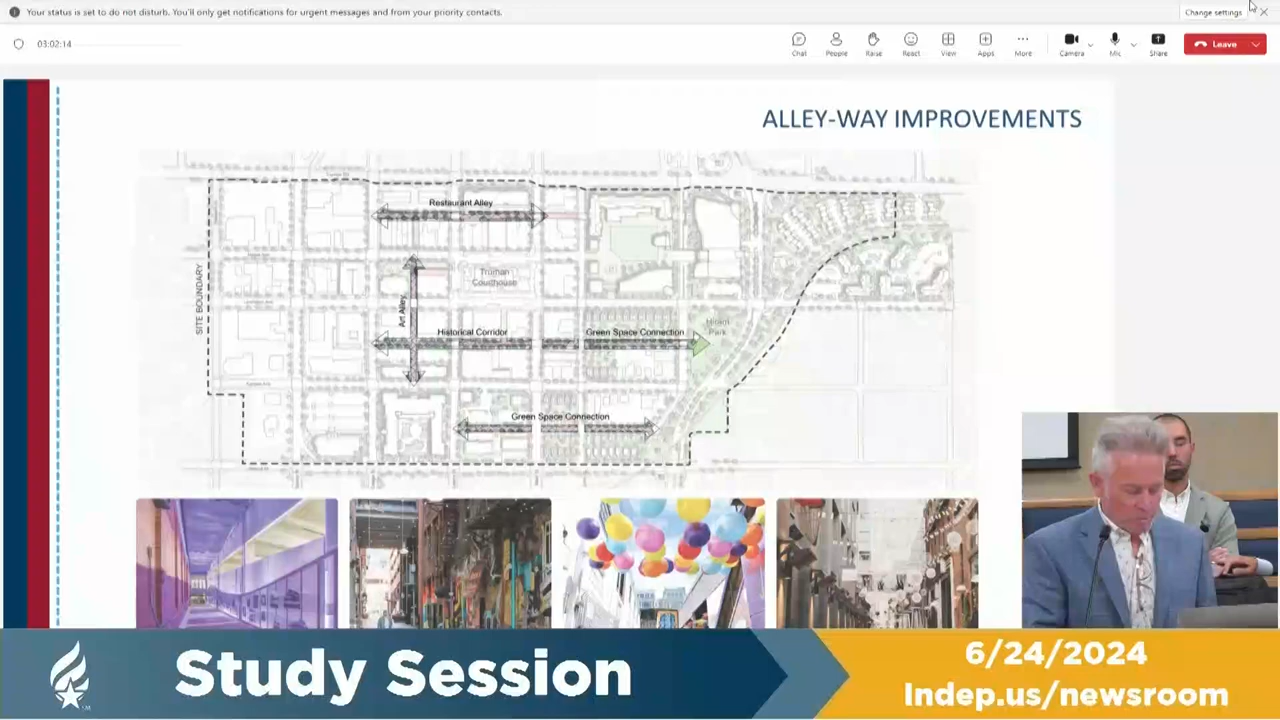 Your status is set to do not disturb. You'll only get notifications for urgent messages and from your priority contacts.
Change settings
03:02:14
Chat
People
Raise
React
View
Apps
More
Camera
Mic
Share
Leave
ALLEY-WAY IMPROVEMENTS
Restaurant Alley
SITE BOUNDARY
Truman
Courthouse
Art Alley
Historical Corridor
Green Space Connection
Park
Green Space Connection
Study Session
6/24/2024
Indep.us/newsroom